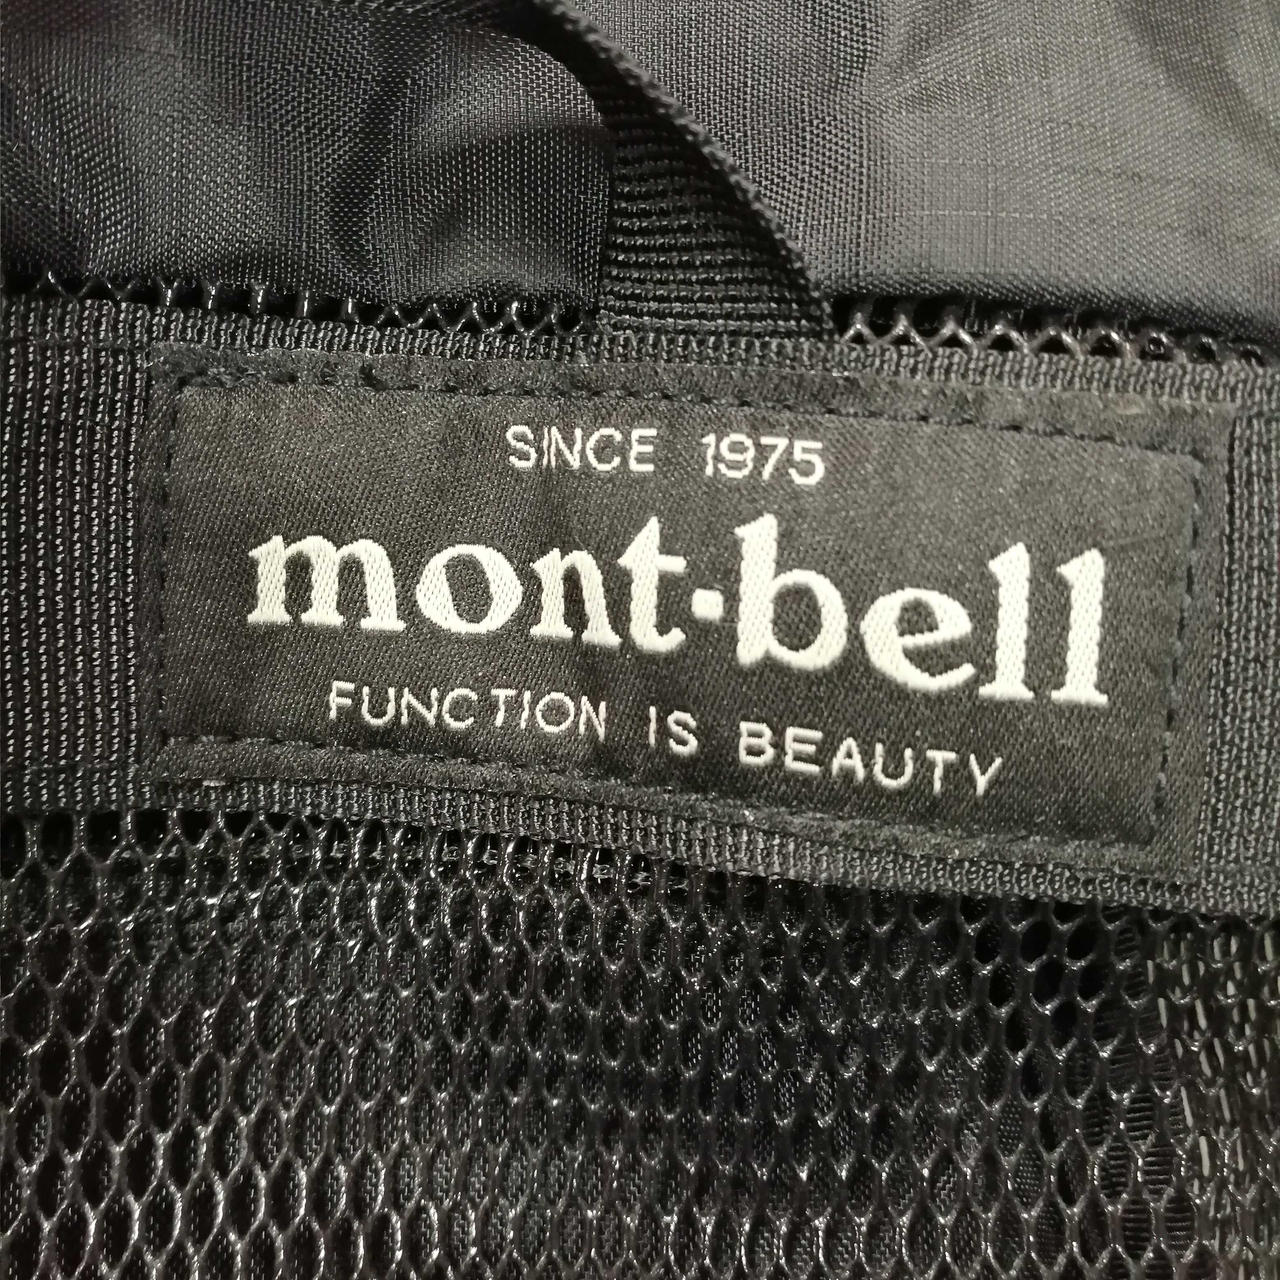 SINCE 1975
mont·bell
FUNCTION IS BEAUTY